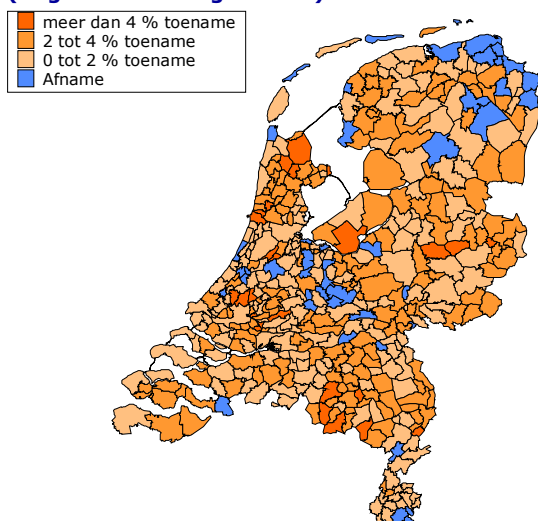 meer dan 4 % toename
2 tot 4 % toename
0 tot 2 % toename
Afname